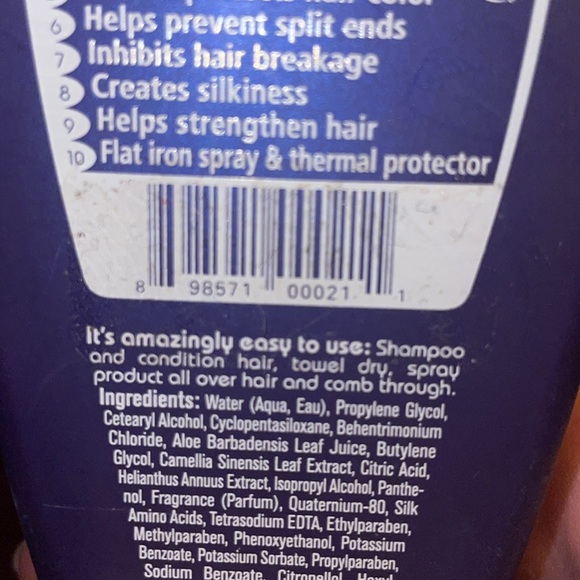 6 Helps prevent split ends
7 Inhibits hair breakage
8 Creates silkiness
9 Helps strengthen hair
10 Flat iron spray & thermal protector
8 98571 00021 1
It's amazingly easy to use: Shampoo
and condition hair, towel dry, spray
product all over hair and comb through.
Ingredients: Water (Aqua, Eau), Propylene Glycol,
Cetearyl Alcohol, Cyclopentasiloxane, Behentrimonium
Chloride, Aloe Barbadensis Leaf Juice, Butylene
Glycol, Camellia Sinensis Leaf Extract, Citric Acid,
Helianthus Annuus Extract, Isopropyl Alcohol, Panthe-
nol, Fragrance (Parfum), Quaternium-80, Silk
Amino Acids, Tetrasodium EDTA, Ethylparaben,
Methylparaben, Phenoxyethanol, Potassium
Benzoate, Potassium Sorbate, Propylparaben,
Sodium Benzoate, Citronellol,